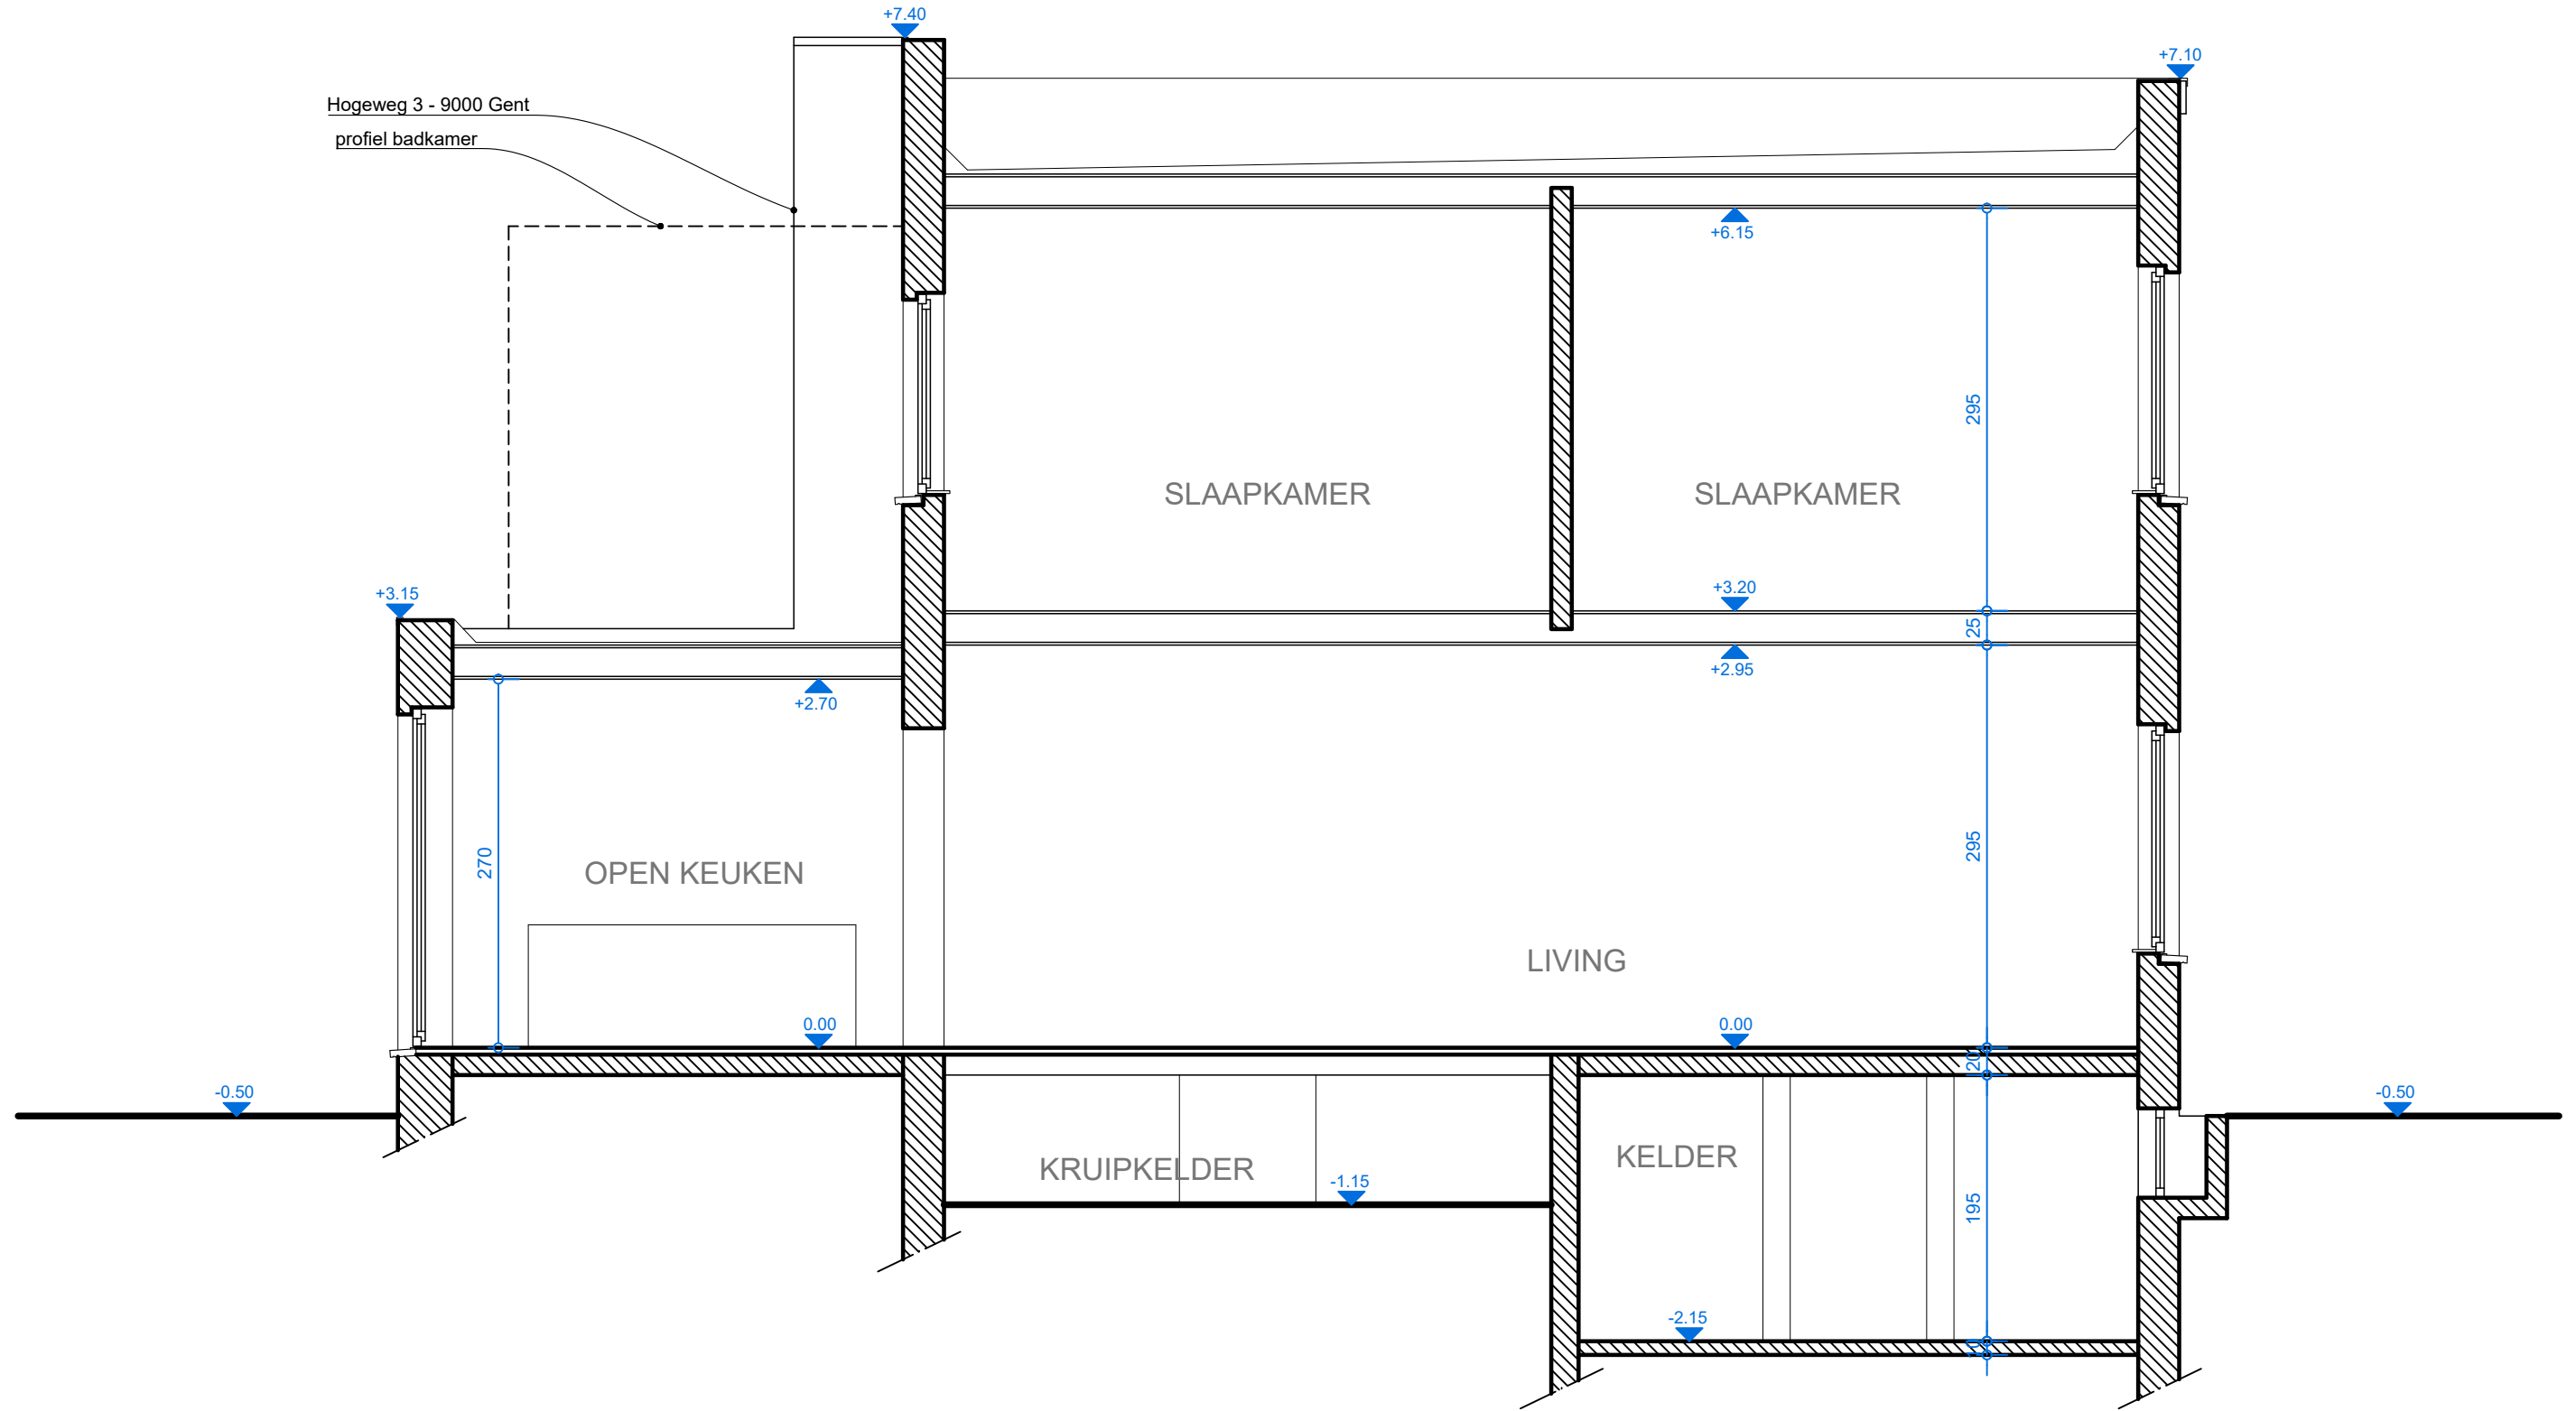 +7.40
+7.10
Hogeweg 3 - 9000 Gent
profiel badkamer
+6.15
295
SLAAPKAMER
SLAAPKAMER
+3.20
+3.15
25
+2.95
+2.70
295
270
OPEN KEUKEN
LIVING
0.00
0.00
20
-0.50
-0.50
KELDER
KRUIPKELDER
-1.15
195
-2.15
10